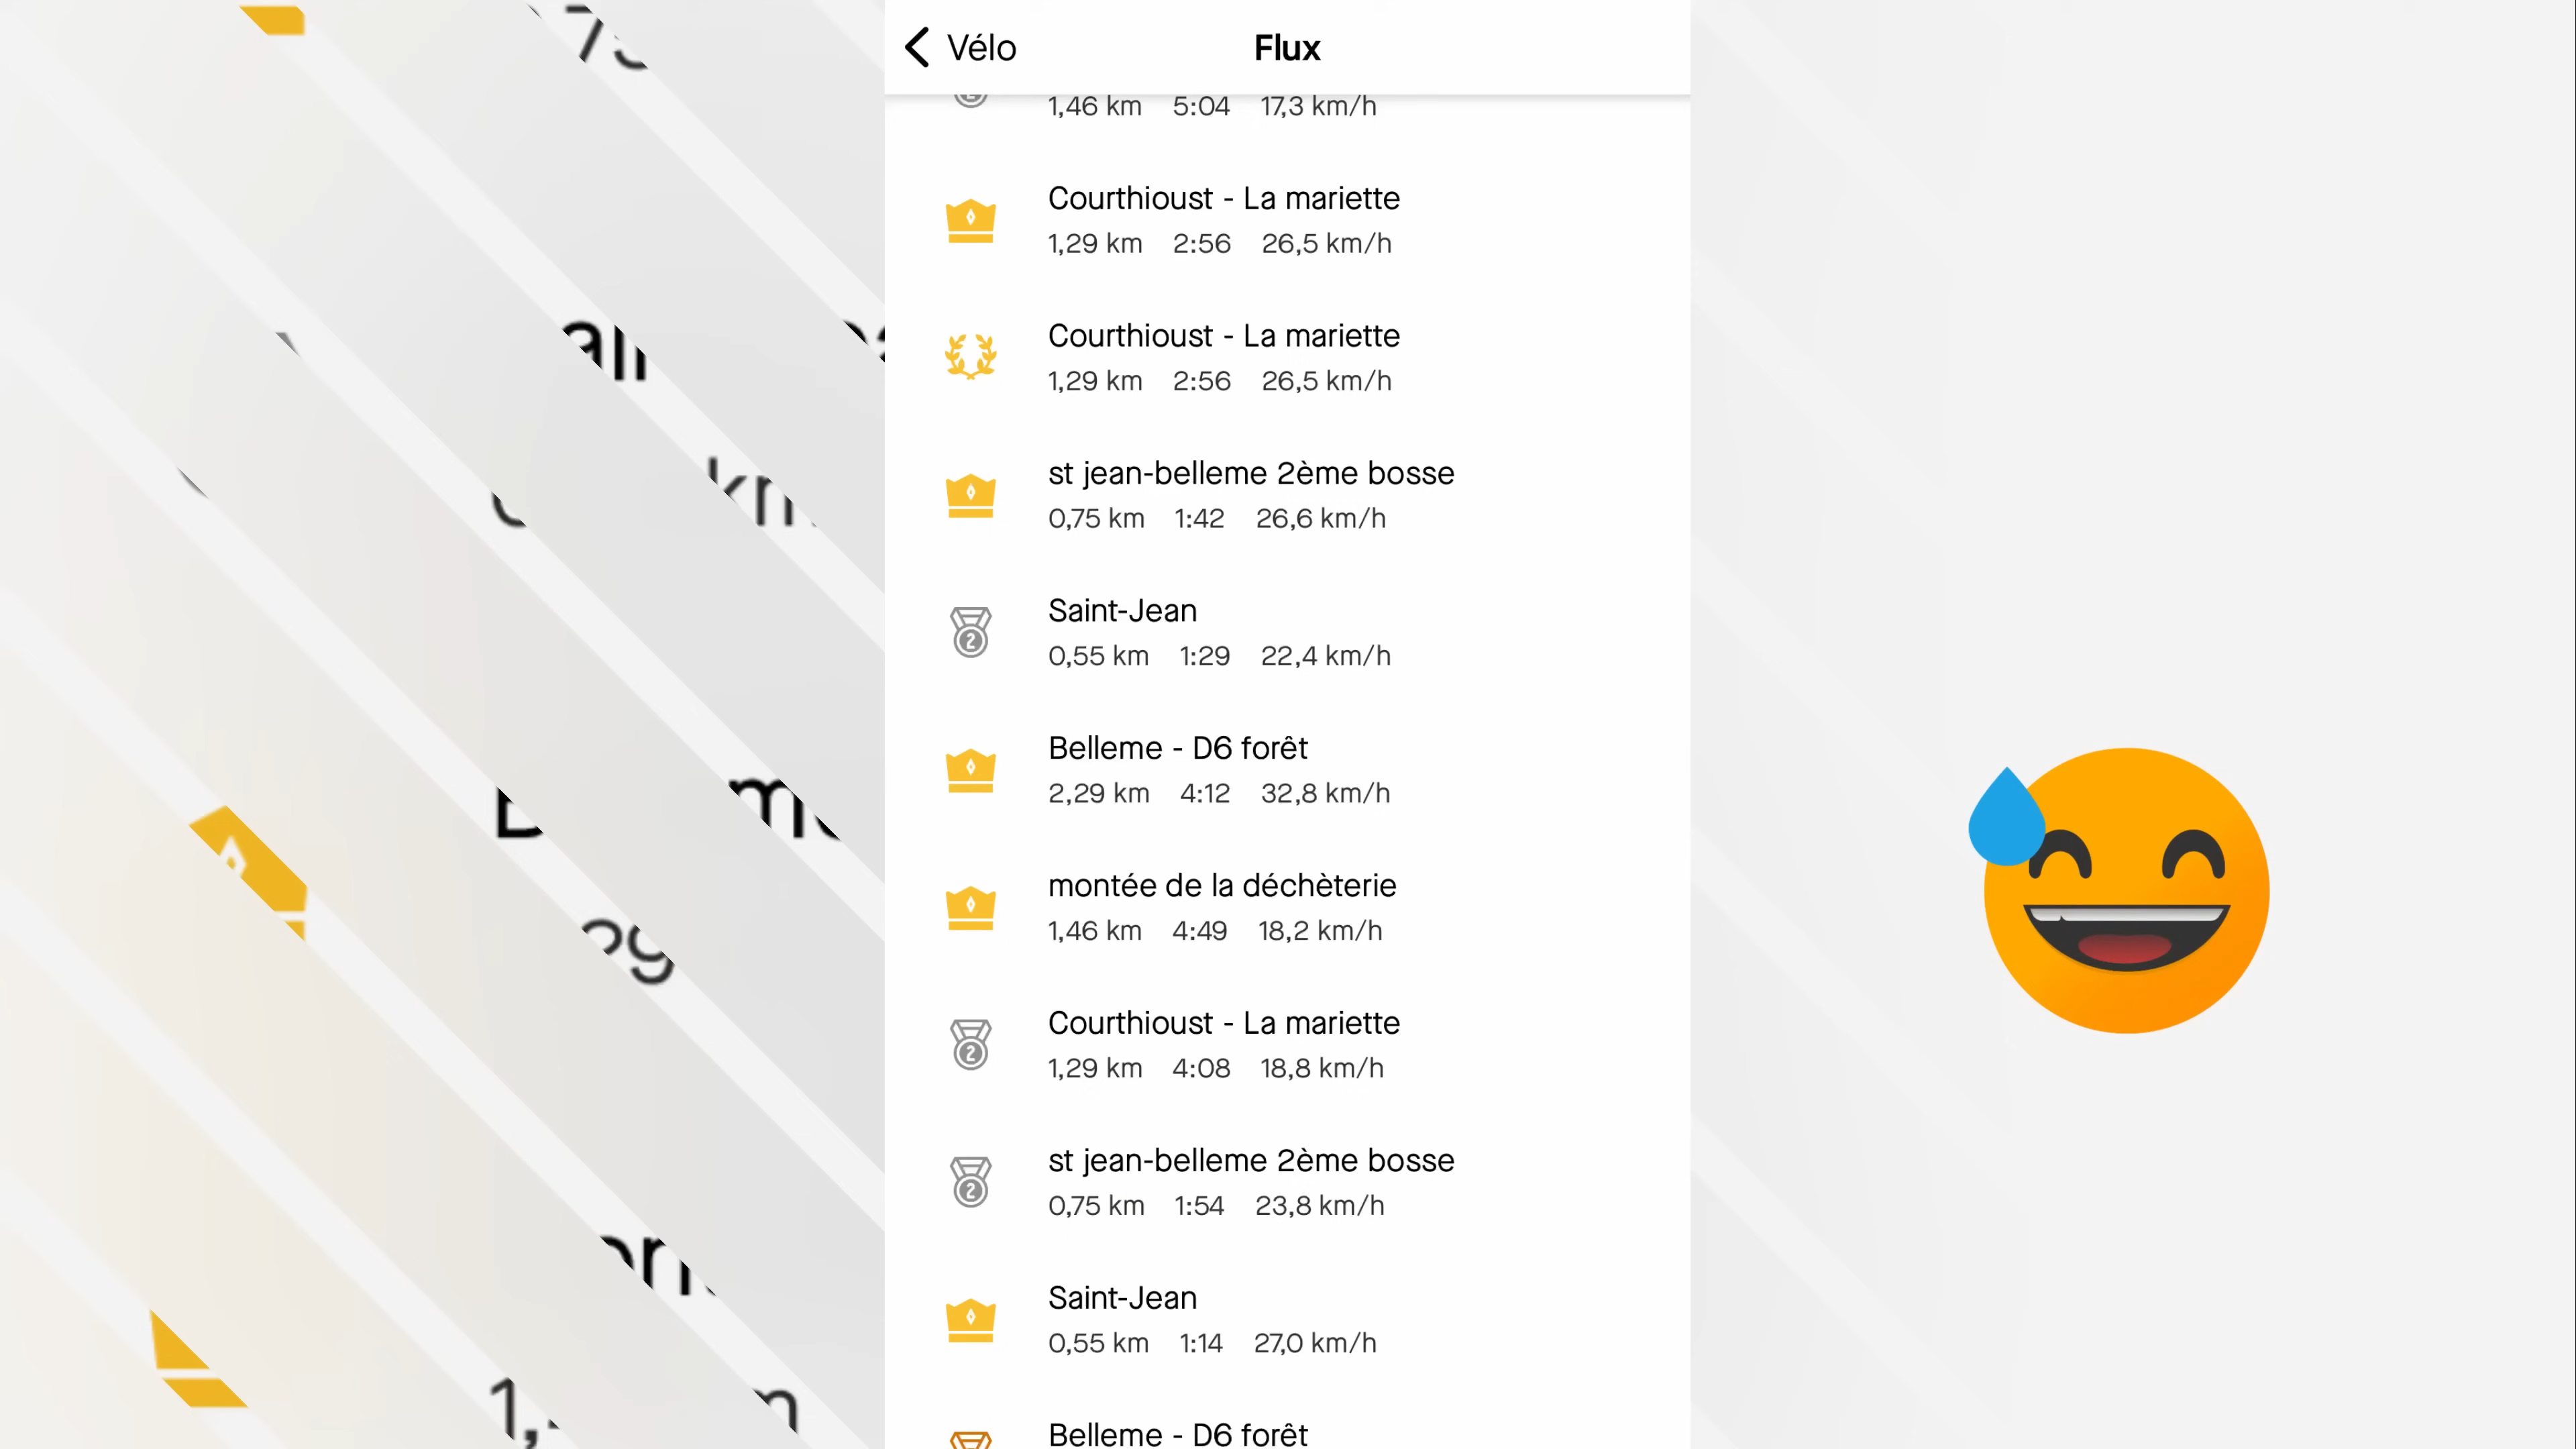 Vélo
Flux
1,46 km 5:04 17,3 km/h
Courthioust - La mariette
1,29 km 2:56 26,5 km/h
Courthioust - La mariette
1,29 km 2:56 26,5 km/h
st jean-belleme 2ème bosse
0,75 km 1:42 26,6 km/h
Saint-Jean
2
0,55 km 1:29 22,4 km/h
Belleme - D6 forêt
2,29 km 4:12 32,8 km/h
montée de la déchèterie
1,46 km 4:49 18,2 km/h
Courthioust - La mariette
2
1,29 km 4:08 18,8 km/h
st jean-belleme 2ème bosse
2
0,75 km 1:54 23,8 km/h
Saint-Jean
0,55 km 1:14 27,0 km/h
Belleme - D6 forêt